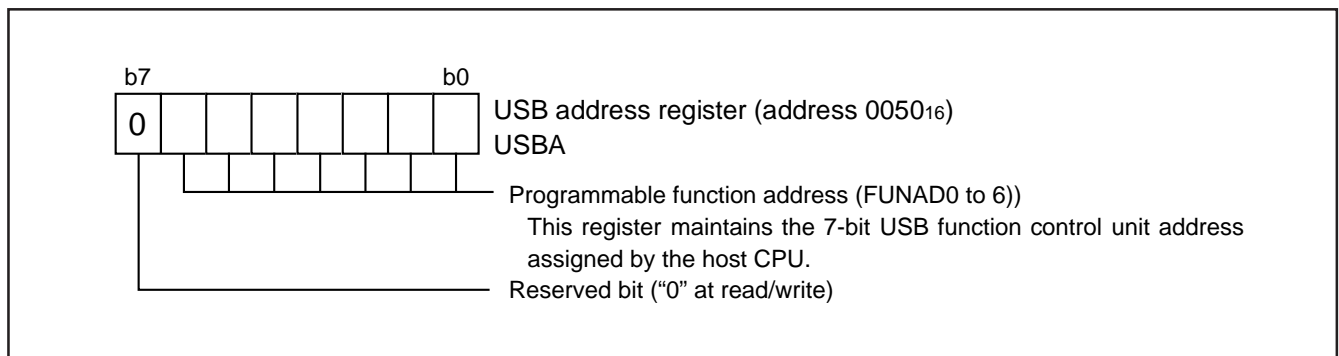 b7 b0
0 USB address register (address 005016)
USBA
Programmable function address (FUNAD0 to 6))
This register maintains the 7-bit USB function control unit address
assigned by the host CPU.
Reserved bit (“0” at read/write)